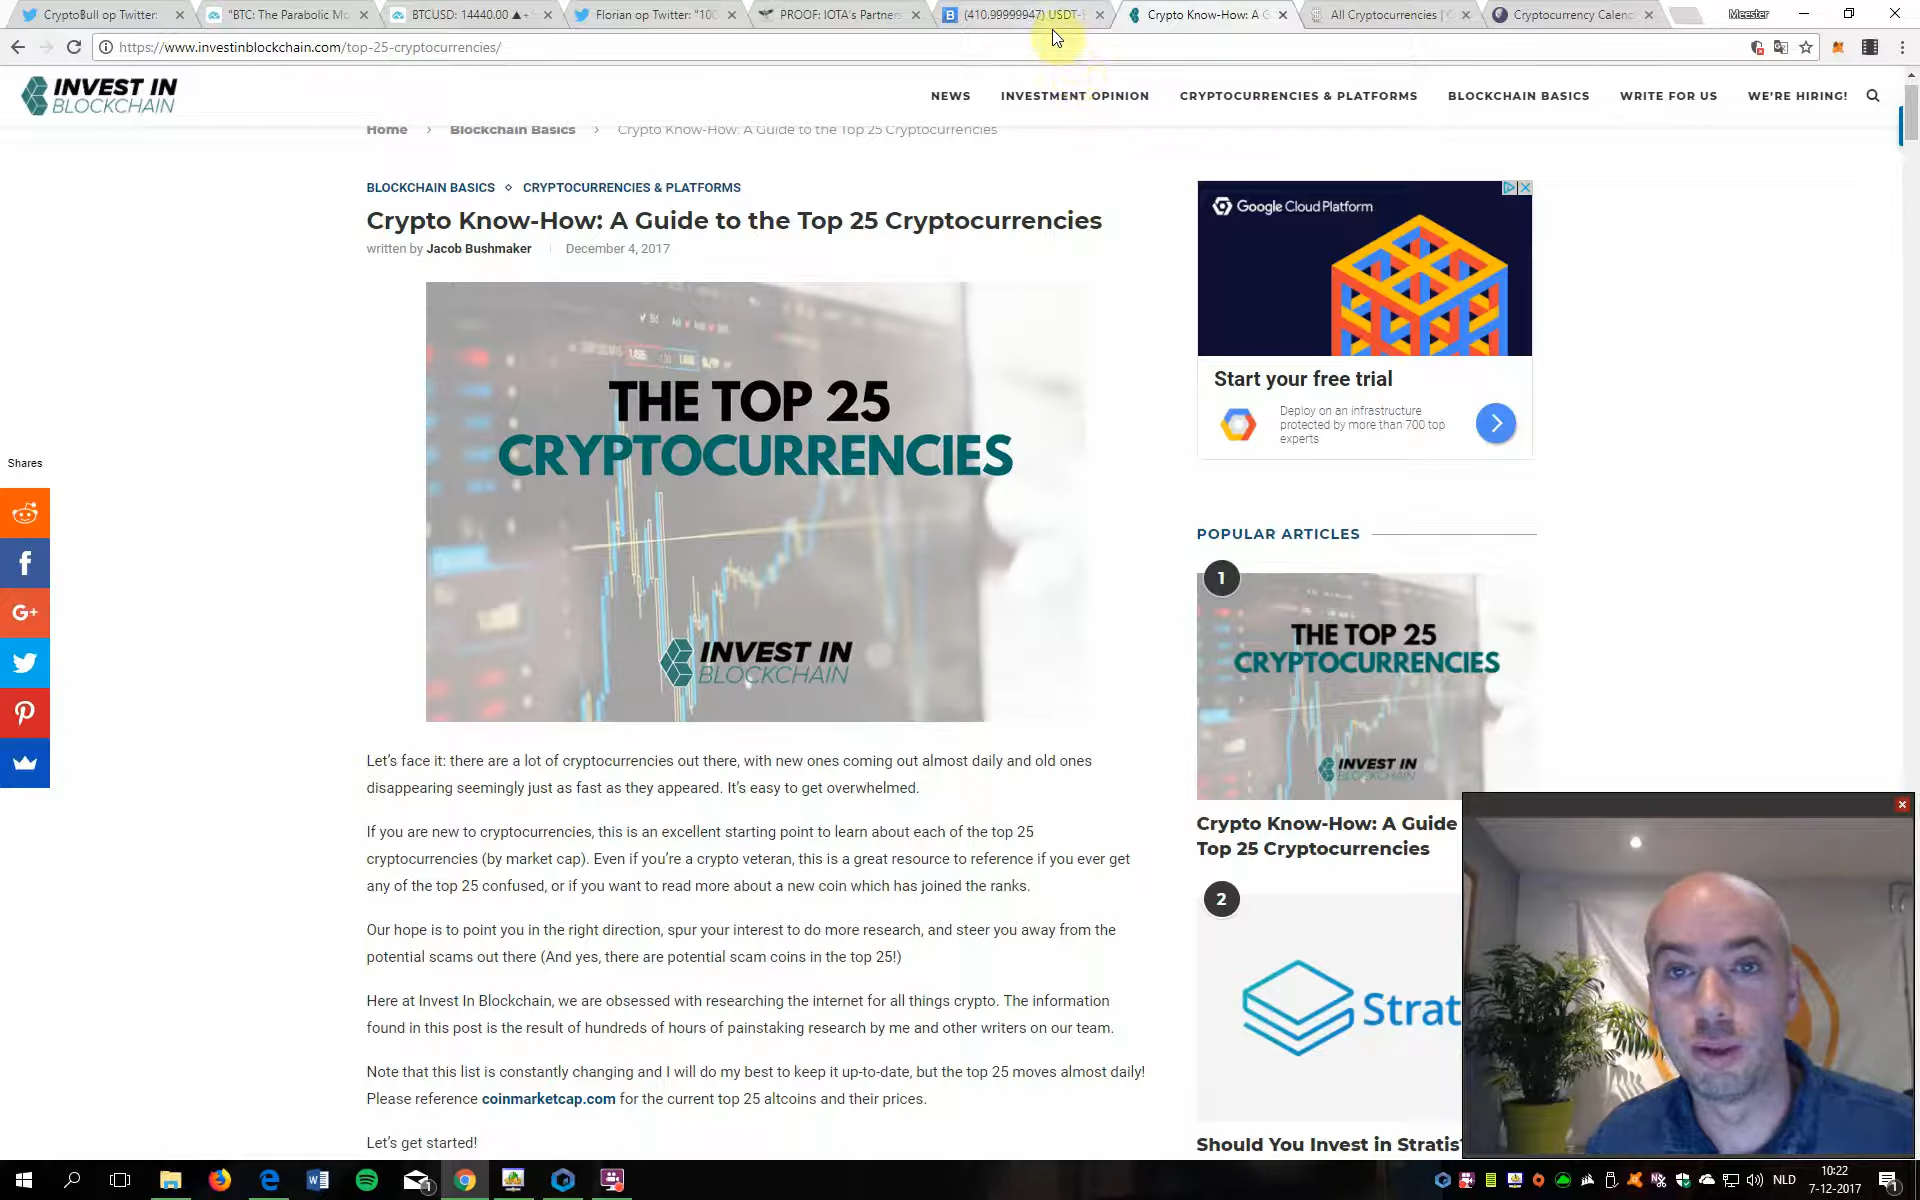 CryptoBull op Twitter:
"BTC: The Parabolic Mo
BTCUSD: 14440.00 ▲+
Florian op Twitter: "100
PROOF: IOTA's Partners
(410.99999947) USDT-
Crypto Know-How: A G
All Cryptocurrencies |
Cryptocurrency Calend
Meester
https://www.investinblockchain.com/top-25-cryptocurrencies/
INVEST IN
BLOCKCHAIN
NEWS
INVESTMENT OPINION
CRYPTOCURRENCIES & PLATFORMS
BLOCKCHAIN BASICS
WRITE FOR US
WE'RE HIRING!
Home > Blockchain Basics > Crypto Know-How: A Guide to the Top 25 Cryptocurrencies
BLOCKCHAIN BASICS ◇ CRYPTOCURRENCIES & PLATFORMS
Crypto Know-How: A Guide to the Top 25 Cryptocurrencies
written by Jacob Bushmaker | December 4, 2017
THE TOP 25
CRYPTOCURRENCIES
INVEST IN
BLOCKCHAIN
Let's face it: there are a lot of cryptocurrencies out there, with new ones coming out almost daily and old ones
disappearing seemingly just as fast as they appeared. It's easy to get overwhelmed.
If you are new to cryptocurrencies, this is an excellent starting point to learn about each of the top 25
cryptocurrencies (by market cap). Even if you're a crypto veteran, this is a great resource to reference if you ever get
any of the top 25 confused, or if you want to read more about a new coin which has joined the ranks.
Our hope is to point you in the right direction, spur your interest to do more research, and steer you away from the
potential scams out there (And yes, there are potential scam coins in the top 25!)
Here at Invest In Blockchain, we are obsessed with researching the internet for all things crypto. The information
found in this post is the result of hundreds of hours of painstaking research by me and other writers on our team.
Note that this list is constantly changing and I will do my best to keep it up-to-date, but the top 25 moves almost daily!
Please reference coinmarketcap.com for the current top 25 altcoins and their prices.
Let's get started!
Shares
Google Cloud Platform
Start your free trial
Deploy on an infrastructure
protected by more than 700 top
experts
POPULAR ARTICLES
1
THE TOP 25
CRYPTOCURRENCIES
INVEST IN
BLOCKCHAIN
Crypto Know-How: A Guide
Top 25 Cryptocurrencies
2
Strat
Should You Invest in Stratis?
NLD
10:22
7-12-2017